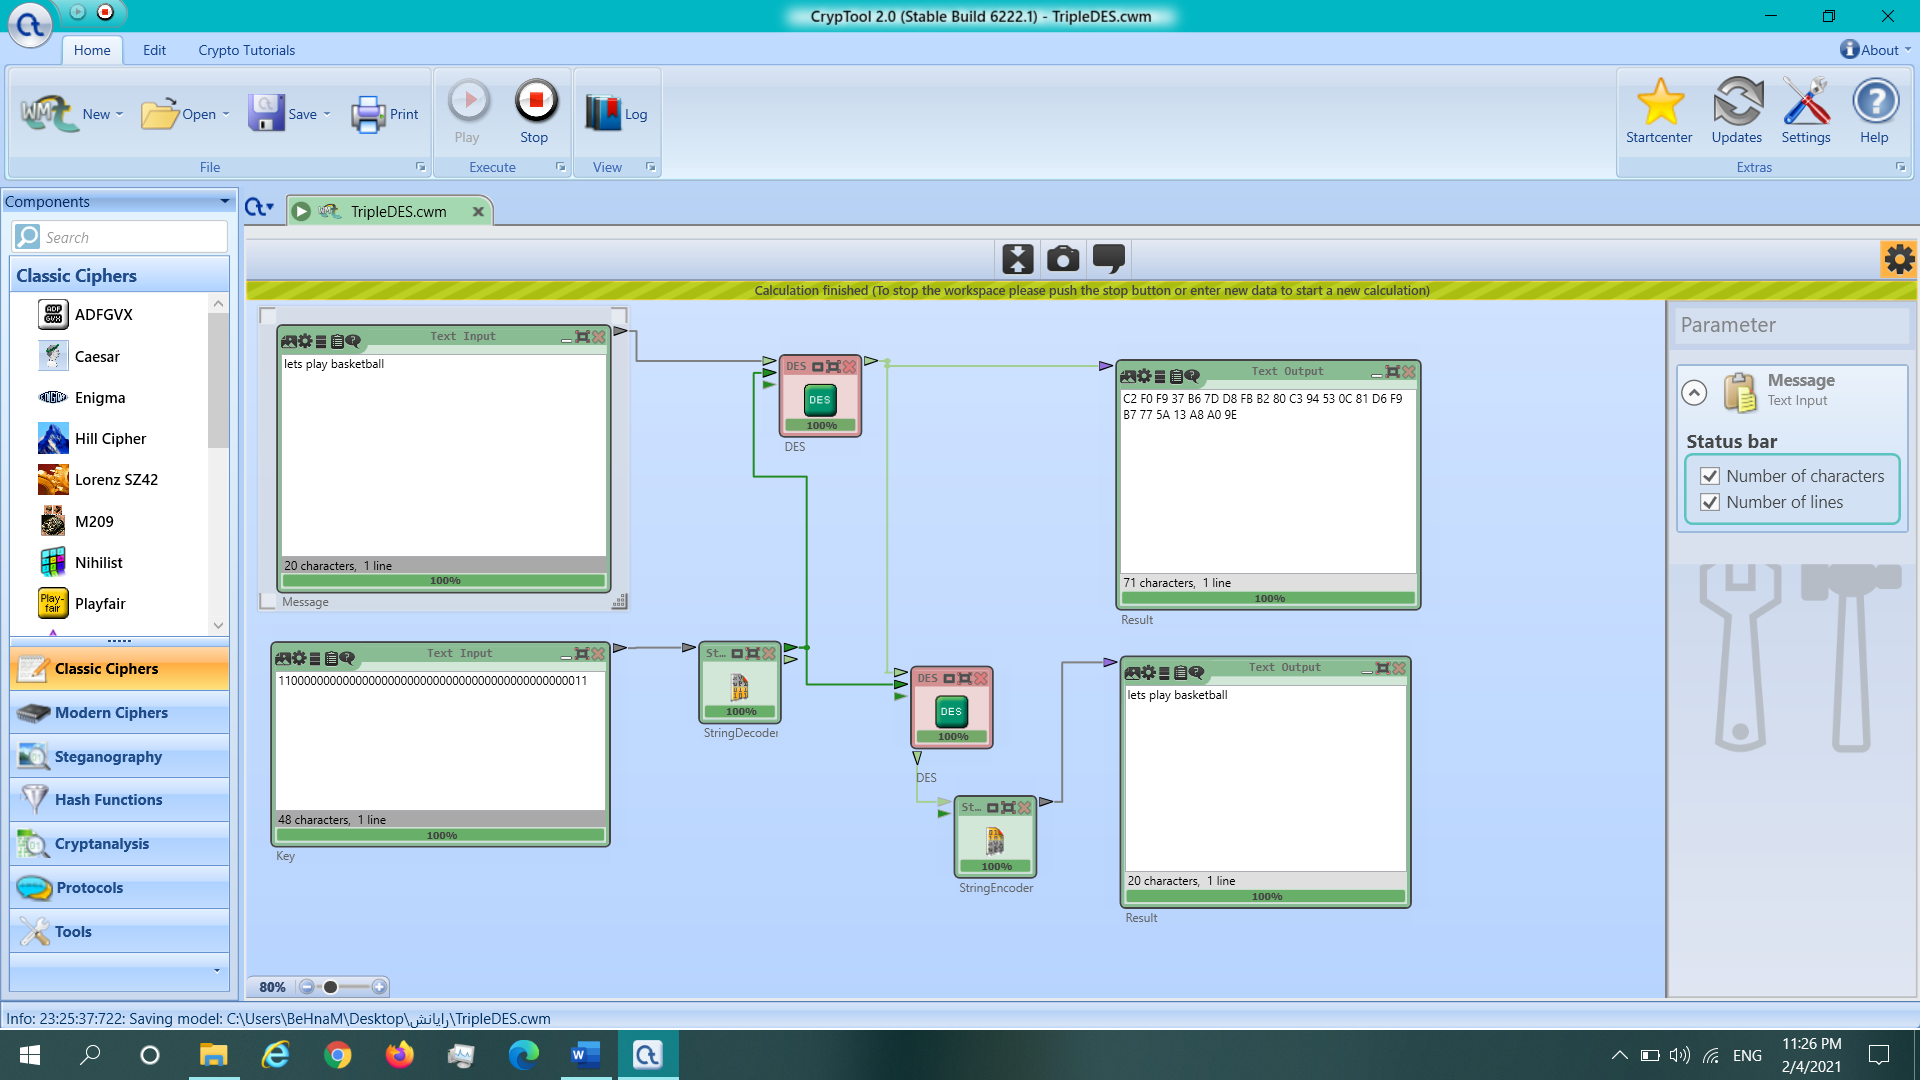 CrypTool 2.0 (Stable Build 6222.1) - TripleDES.cwm
Home Edit Crypto Tutorials About
New Open Save Print Play Stop Log Startcenter Updates Settings Help
File Execute View Extras
Components
Search
Classic Ciphers
ADFGVX
Caesar
Enigma
Hill Cipher
Lorenz SZ42
M209
Nihilist
Playfair
Classic Ciphers
Modern Ciphers
Steganography
Hash Functions
Cryptanalysis
Protocols
Tools
TripleDES.cwm
Calculation finished (To stop the workspace please push the stop button or enter new data to start a new calculation)
Text Input
lets play basketball
20 characters, 1 line
100%
Message
DES
DES
100%
DES
Text Output
C2 F0 F9 37 B6 7D D8 FB B2 80 C3 94 53 0C 81 D6 F9
B7 77 5A 13 A8 A0 9E
71 characters, 1 line
100%
Result
Text Input
48 characters, 1 line
100%
Key
St...
100%
StringDecoder
DES
DES
100%
DES
St...
100%
StringEncoder
Text Output
lets play basketball
20 characters, 1 line
100%
Result
Parameter
Message
Text Input
Status bar
Number of characters
Number of lines
80%
Info: 23:25:37:722: Saving model: C:\Users\BeHnaM\Desktop\رایانش\TripleDES.cwm
ENG
11:26 PM
2/4/2021